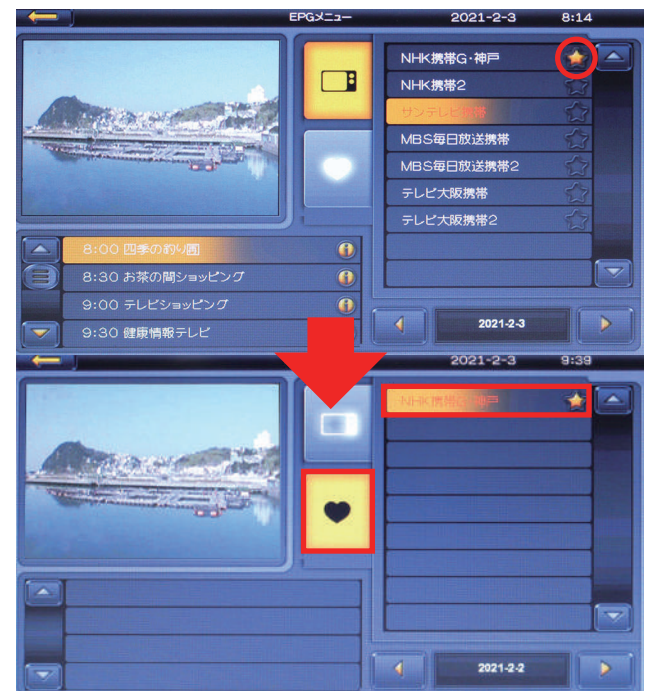 EPGメニュー 2021-2-3 8:14
NHK携帯G・神戸
NHK携帯2
サンテレビ携帯
MBS毎日放送携帯
MBS毎日放送携帯2
テレビ大阪携帯
テレビ大阪携帯2
8:00 四季の釣り園
8:30 お茶の間ショッピング
9:00 テレビショッピング
9:30 健康情報テレビ
2021-2-3
2021-2-3 9:39
NHK携帯G・神戸
2021-2-2